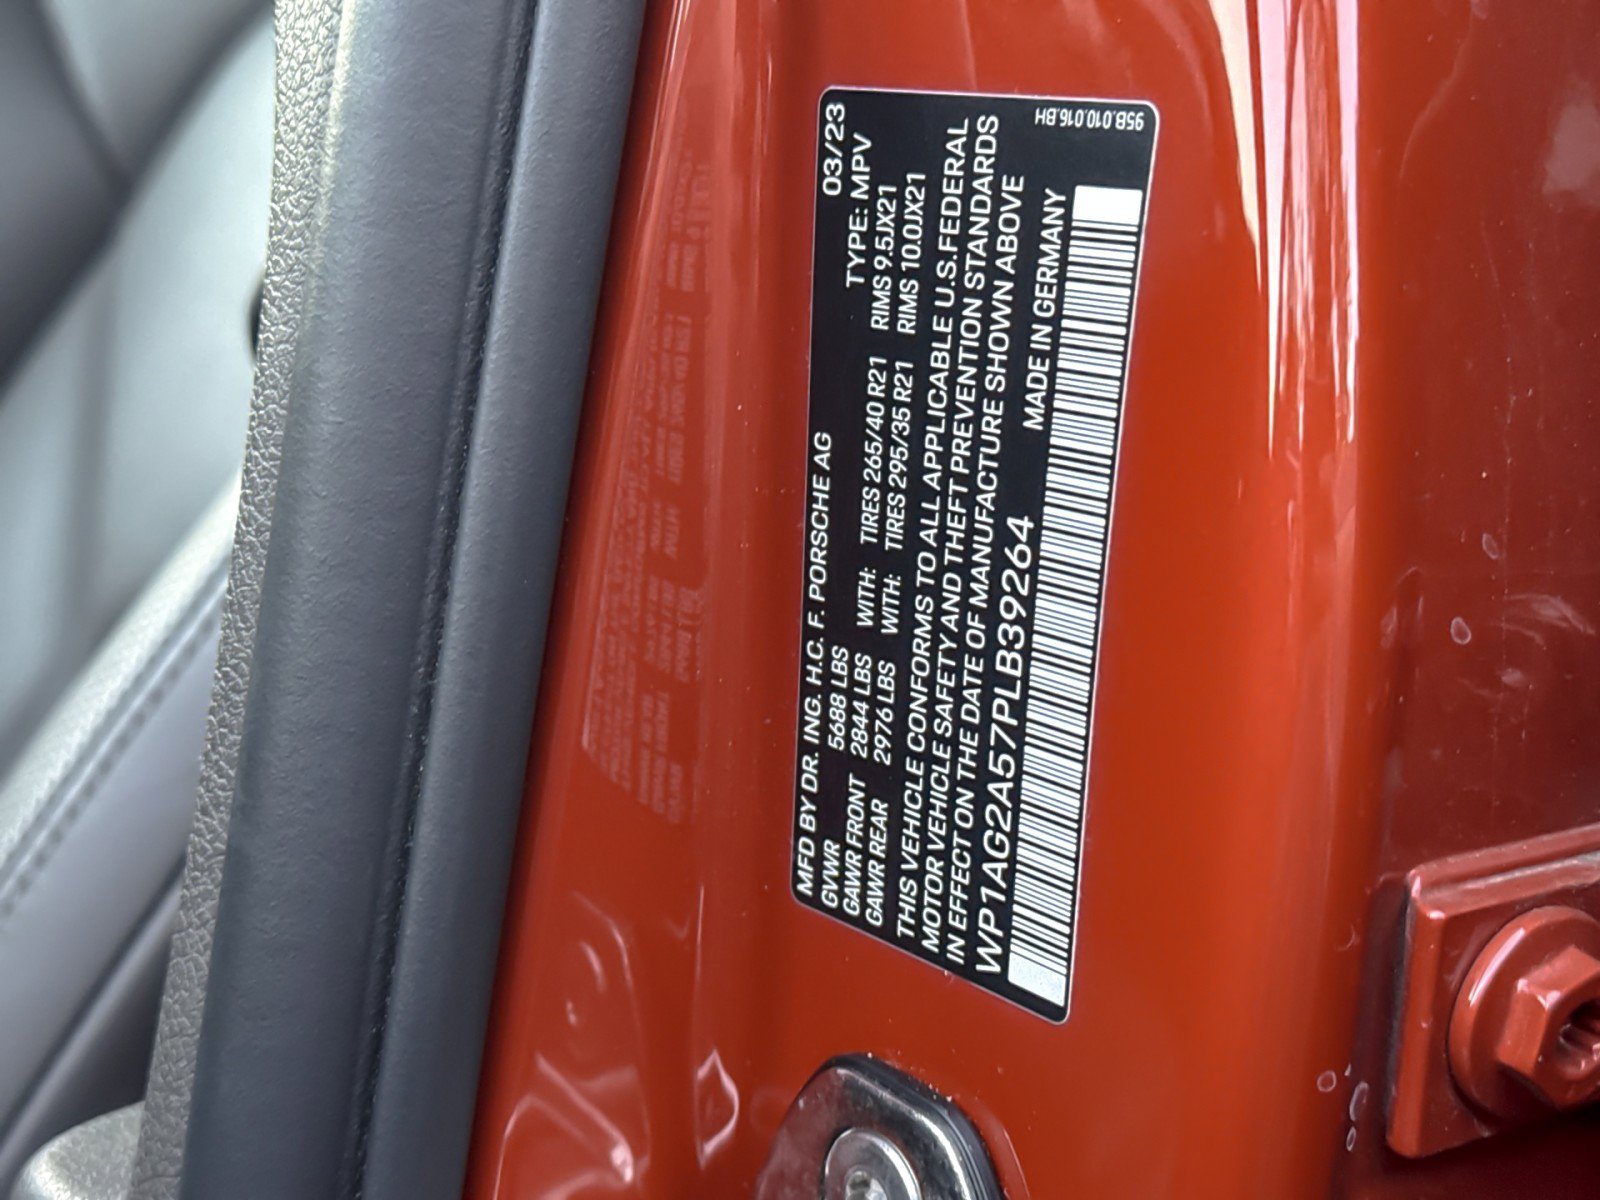 MFD BY DR. ING. H.C. F. PORSCHE AG 03/23
GVWR 5688 LBS TYPE: MPV
GAWR FRONT 2844 LBS WITH: TIRES 265/40 R21 RIMS 9.5JX21
GAWR REAR 2976 LBS WITH: TIRES 295/35 R21 RIMS 10.0JX21
THIS VEHICLE CONFORMS TO ALL APPLICABLE U.S. FEDERAL
MOTOR VEHICLE SAFETY AND THEFT PREVENTION STANDARDS
IN EFFECT ON THE DATE OF MANUFACTURE SHOWN ABOVE
WP1AG2A57PLB39264 MADE IN GERMANY
95B.010.016.BH